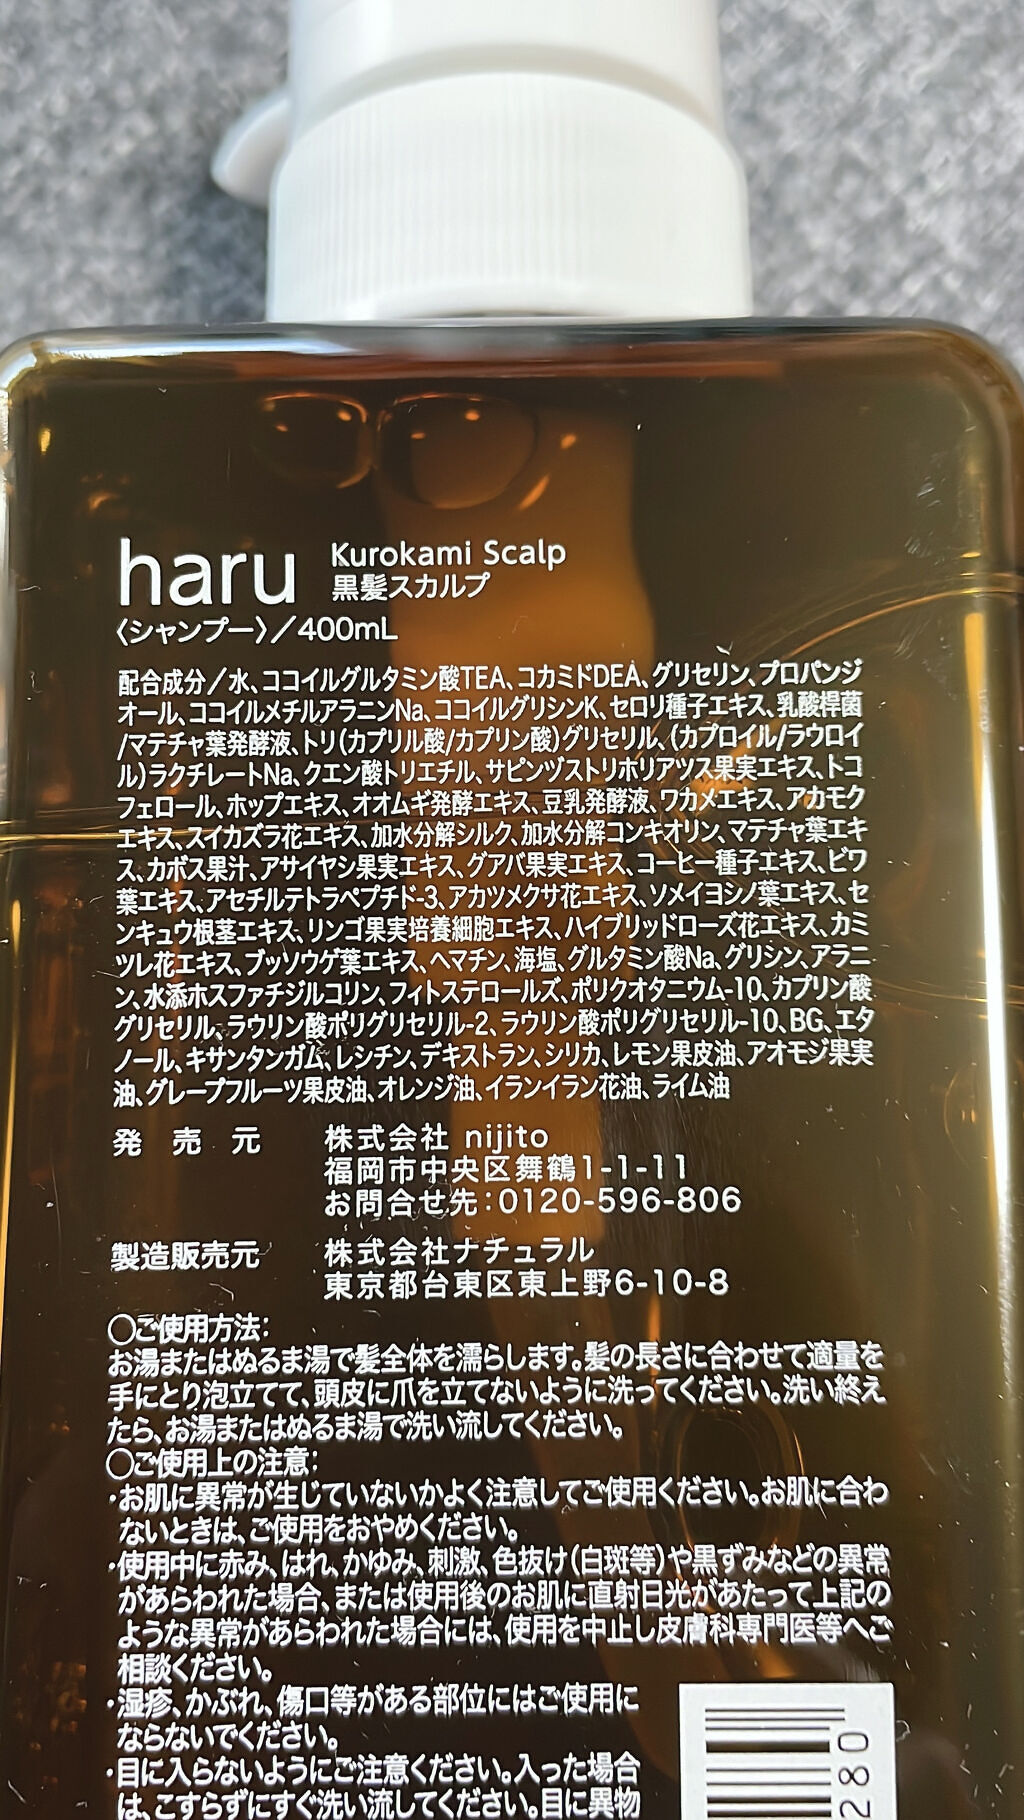 haru Kurokami Scalp
黒髪スカルプ
〈シャンプー〉／400mL
配合成分／水、ココイルグルタミン酸TEA、コカミドDEA、グリセリン、プロパンジ
オール、ココイルメチルアラニンNa、ココイルグリシンK、セロリ種子エキス、乳酸桿菌
/マテチャ葉発酵液、トリ(カプリル酸/カプリン酸)グリセリル、(カプロイル/ラウロイ
ル)ラクチレートNa、クエン酸トリエチル、サピンヅストリホリアツス果実エキス、トコ
フェロール、ホップエキス、オオムギ発酵エキス、豆乳発酵液、ワカメエキス、アカモク
エキス、スイカズラ花エキス、加水分解シルク、加水分解コンキオリン、マテチャ葉エキ
ス、カボス果汁、アサイヤシ果実エキス、グアバ果実エキス、コーヒー種子エキス、ビワ
葉エキス、アセチルテトラペプチド-3、アカツメクサ花エキス、ソメイヨシノ葉エキス、セ
ンキュウ根茎エキス、リンゴ果実培養細胞エキス、ハイブリッドローズ花エキス、カミ
ツレ花エキス、ブッソウゲ葉エキス、ヘマチン、海塩、グルタミン酸Na、グリシン、アラニ
ン、水添ホスファチジルコリン、フィトステロールズ、ポリクオタニウム-10、カプリン酸
グリセリル、ラウリン酸ポリグリセリル-2、ラウリン酸ポリグリセリル-10、BG、エタ
ノール、キサンタンガム、レシチン、デキストラン、シリカ、レモン果皮油、アオモジ果実
油、グレープフルーツ果皮油、オレンジ油、イランイラン花油、ライム油
発売元 株式会社 nijito
福岡市中央区舞鶴1-1-11
お問合せ先：0120-596-806
製造販売元 株式会社ナチュラル
東京都台東区東上野6-10-8
〇ご使用方法：
お湯またはぬるま湯で髪全体を濡らします。髪の長さに合わせて適量を
手にとり泡立てて、頭皮に爪を立てないように洗ってください。洗い終え
たら、お湯またはぬるま湯で洗い流してください。
〇ご使用上の注意：
・お肌に異常が生じていないかよく注意してご使用ください。お肌に合わ
ないときは、ご使用をおやめください。
・使用中に赤み、はれ、かゆみ、刺激、色抜け(白斑等)や黒ずみなどの異常
があらわれた場合、または使用後のお肌に直射日光があたって上記の
ような異常があらわれた場合には、使用を中止し皮膚科専門医等へご
相談ください。
・湿疹、かぶれ、傷口等がある部位にはご使用に
ならないでください。
・目に入らないようにご注意ください。入った場合
は、こすらずにすぐ洗い流してください。目に異物
280